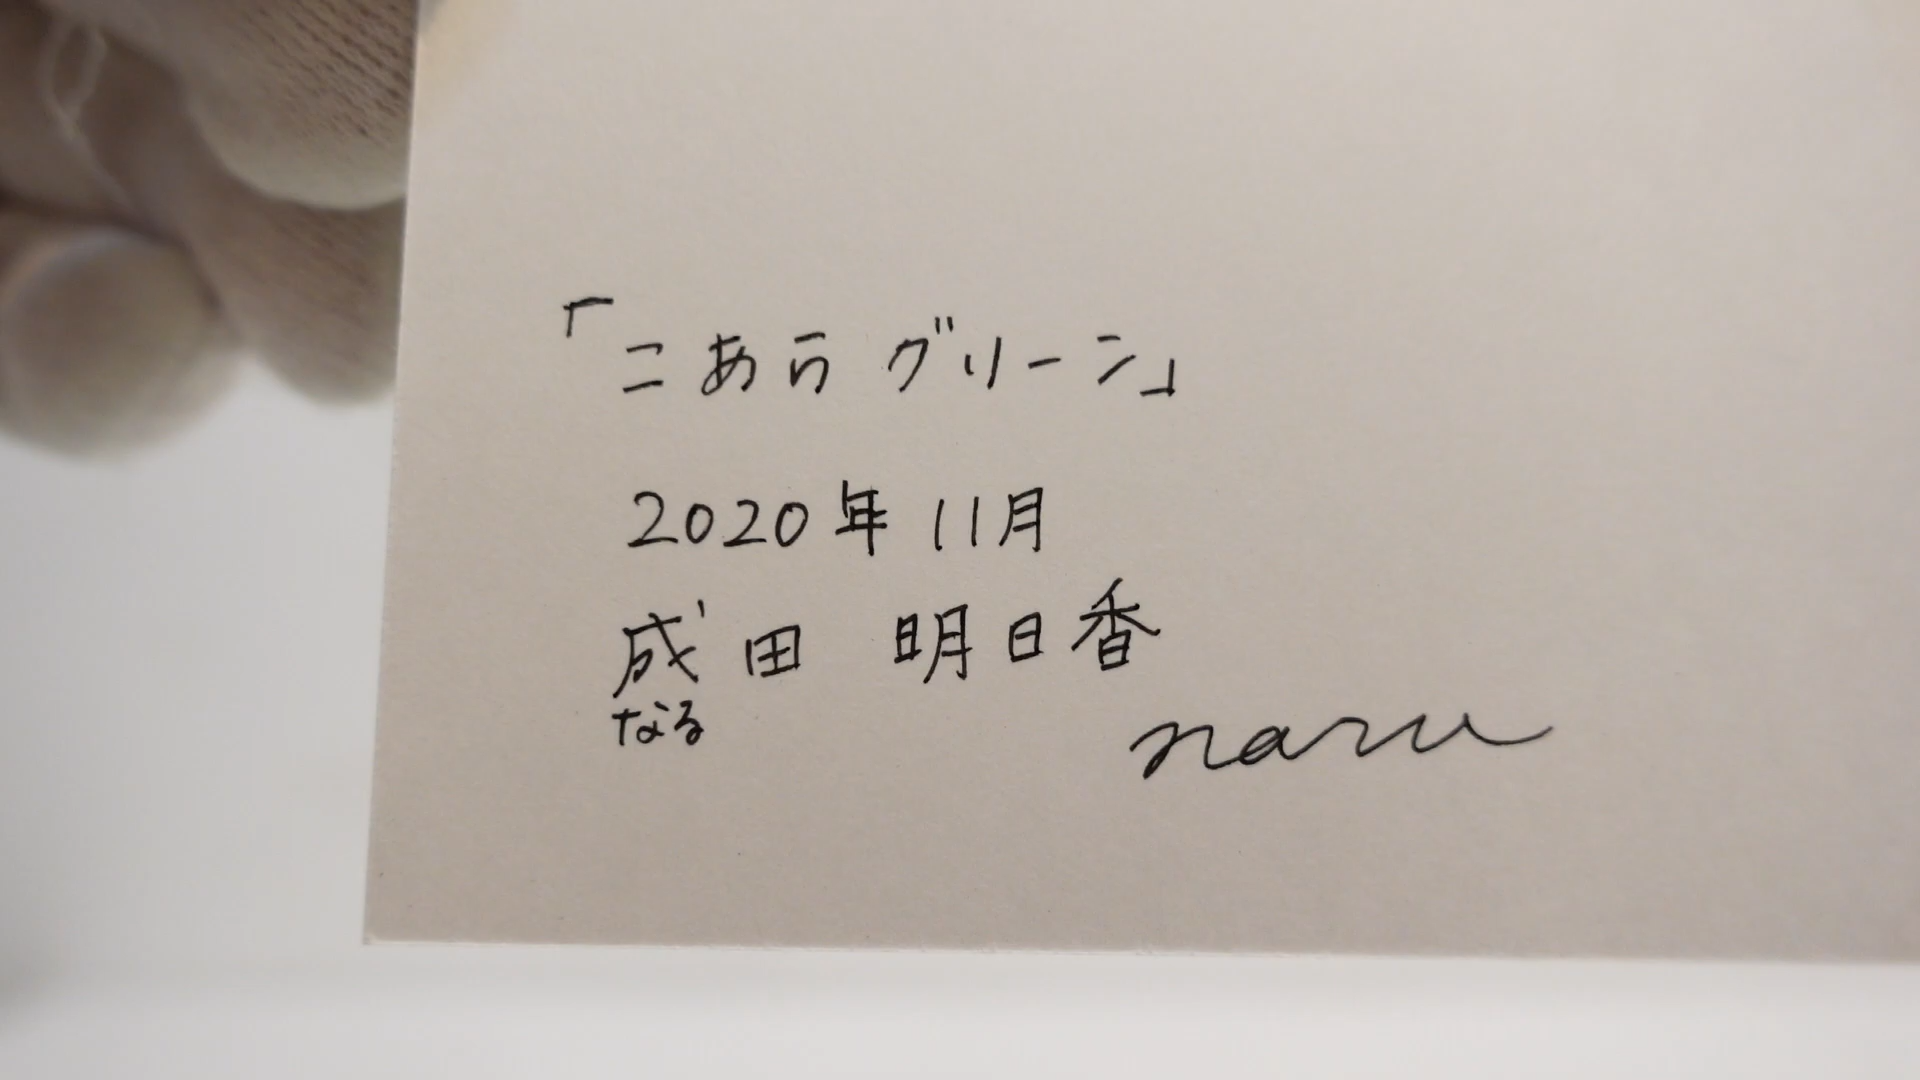 「こあらグリーン」
2020年11月
成田 明日香
なる
naru